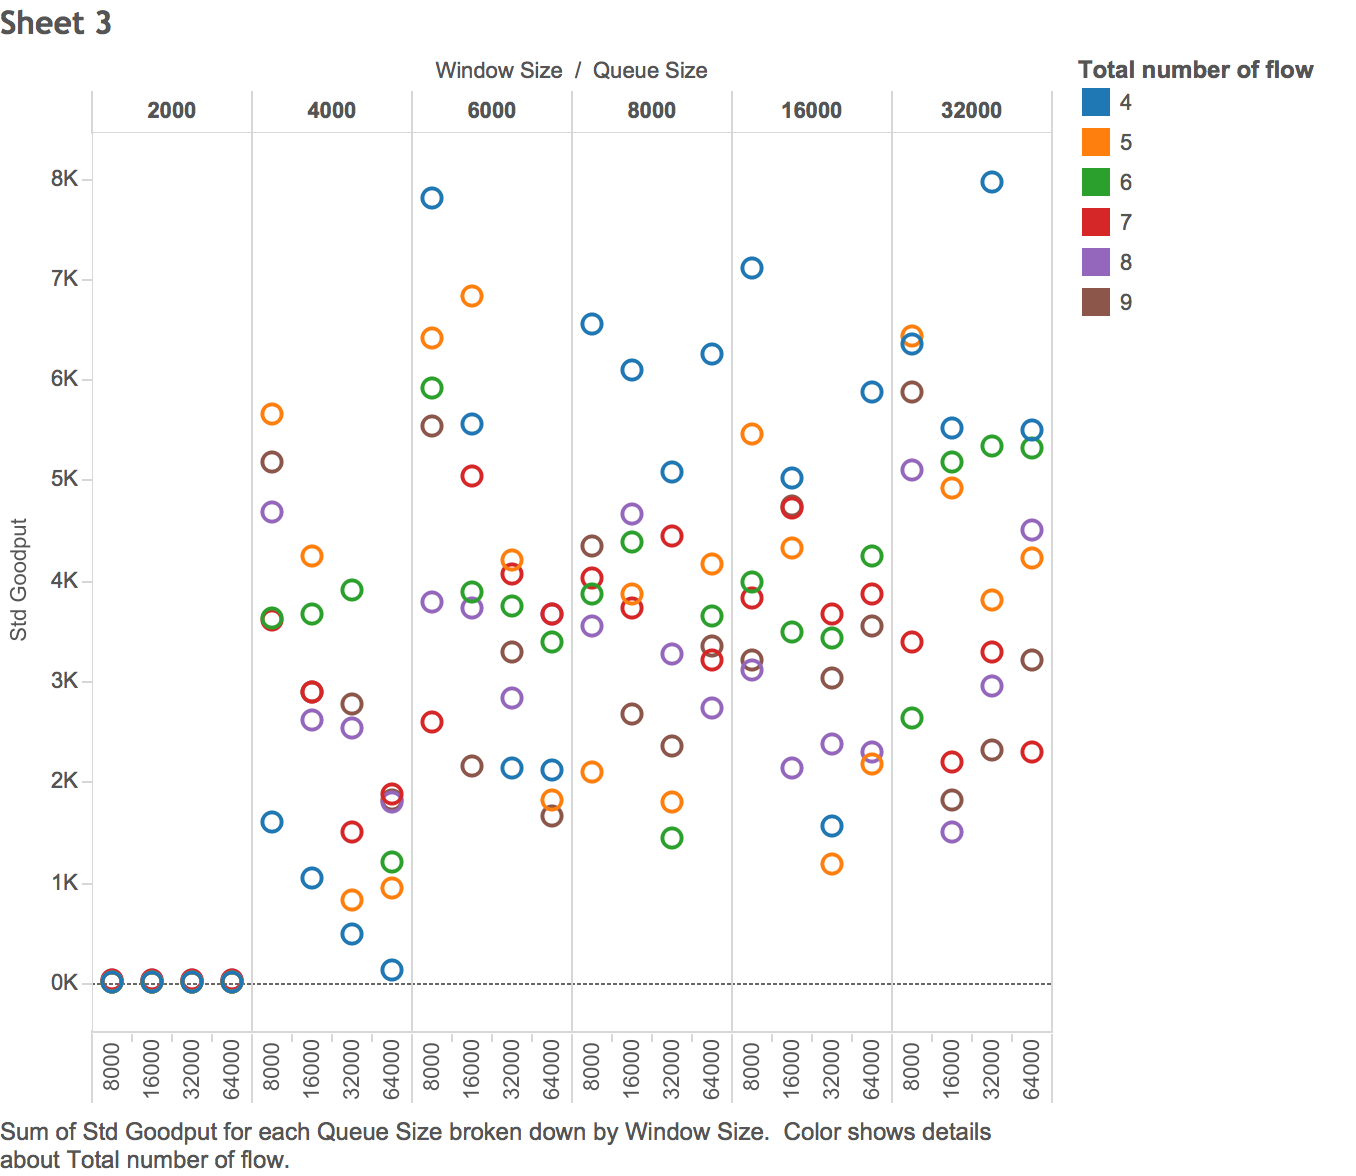 Sheet 3
Window Size / Queue Size
Total number of flow
2000 4000 6000 8000 16000 32000
4
5
6
7
8
9
8K
7K
6K
5K
4K
3K
2K
1K
0K
Std Goodput
8000 16000 32000 64000 8000 16000 32000 64000 8000 16000 32000 64000 8000 16000 32000 64000 8000 16000 32000 64000 8000 16000 32000 64000
Sum of Std Goodput for each Queue Size broken down by Window Size. Color shows details
about Total number of flow.